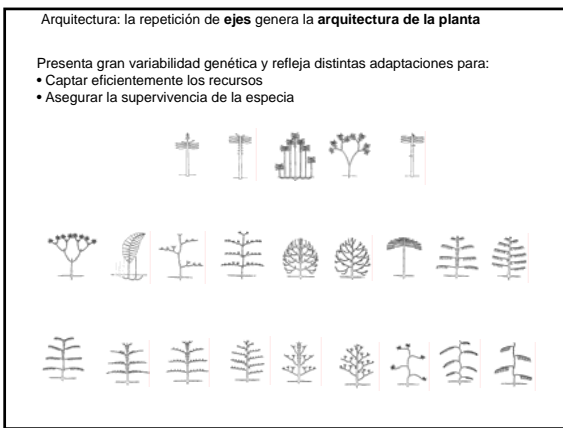 Arquitectura: la repetición de ejes genera la arquitectura de la planta
Presenta gran variabilidad genética y refleja distintas adaptaciones para:
• Captar eficientemente los recursos
• Asegurar la supervivencia de la especia